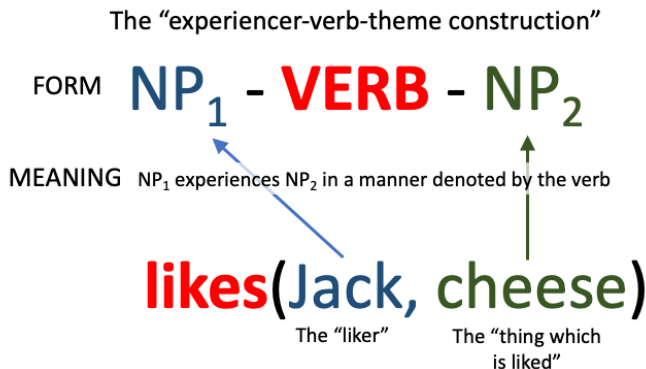 The “experiencer-verb-theme construction”
FORM NP₁ - VERB - NP₂
MEANING NP₁ experiences NP₂ in a manner denoted by the verb
likes(Jack, cheese)
The “liker” The “thing which
is liked”